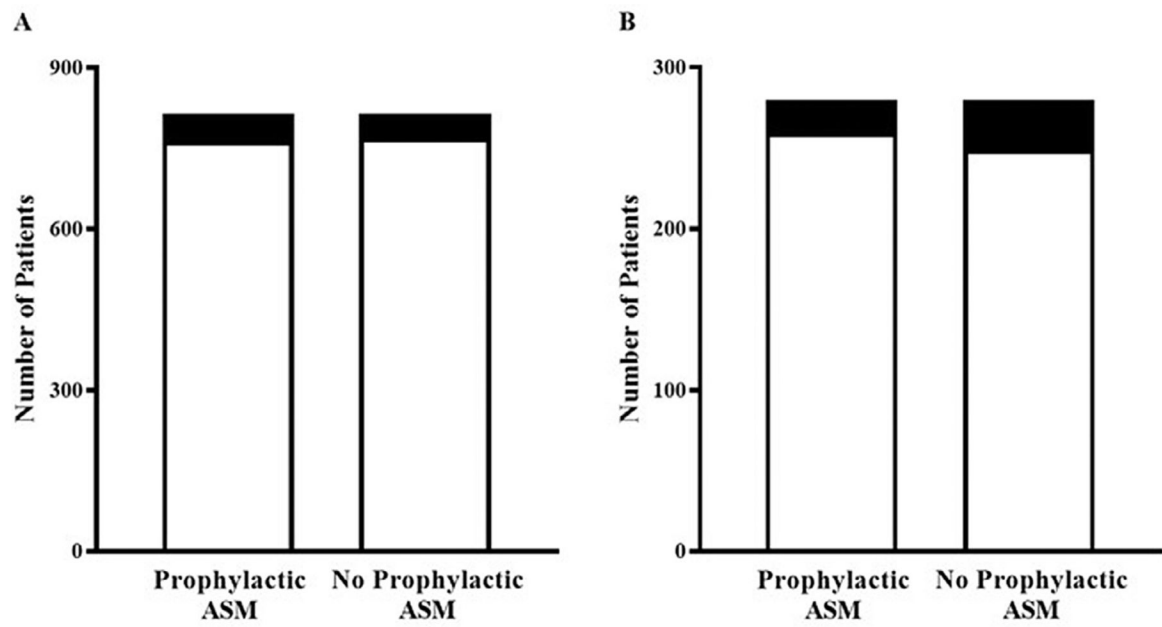 A
Number of Patients
900
600
300
0
Prophylactic
ASM
No Prophylactic
ASM
B
Number of Patients
300
200
100
0
Prophylactic
ASM
No Prophylactic
ASM